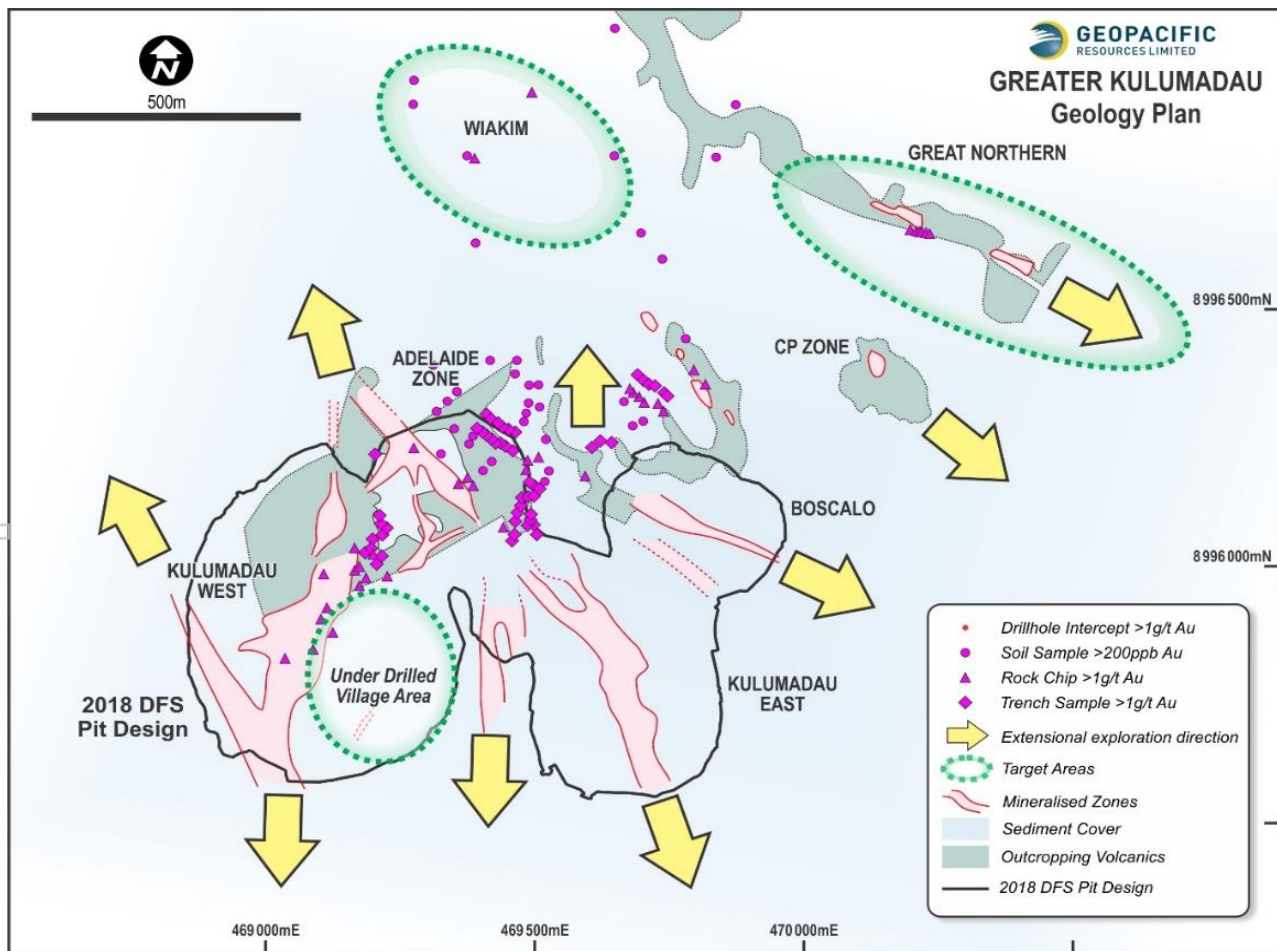 GEOPACIFIC
RESOURCES LIMITED
GREATER KULUMADAU
Geology Plan
N
500m
WIAKIM
GREAT NORTHERN
8 996 500mN
CP ZONE
ADELAIDE
ZONE
BOSCALO
8 996 000mN
KULUMADAU
WEST
Under Drilled
Village Area
KULUMADAU
EAST
2018 DFS
Pit Design
Drillhole Intercept >1g/t Au
Soil Sample >200ppb Au
Rock Chip >1g/t Au
Trench Sample >1g/t Au
Extensional exploration direction
Target Areas
Mineralised Zones
Sediment Cover
Outcropping Volcanics
2018 DFS Pit Design
469 000mE
469 500mE
470 000mE